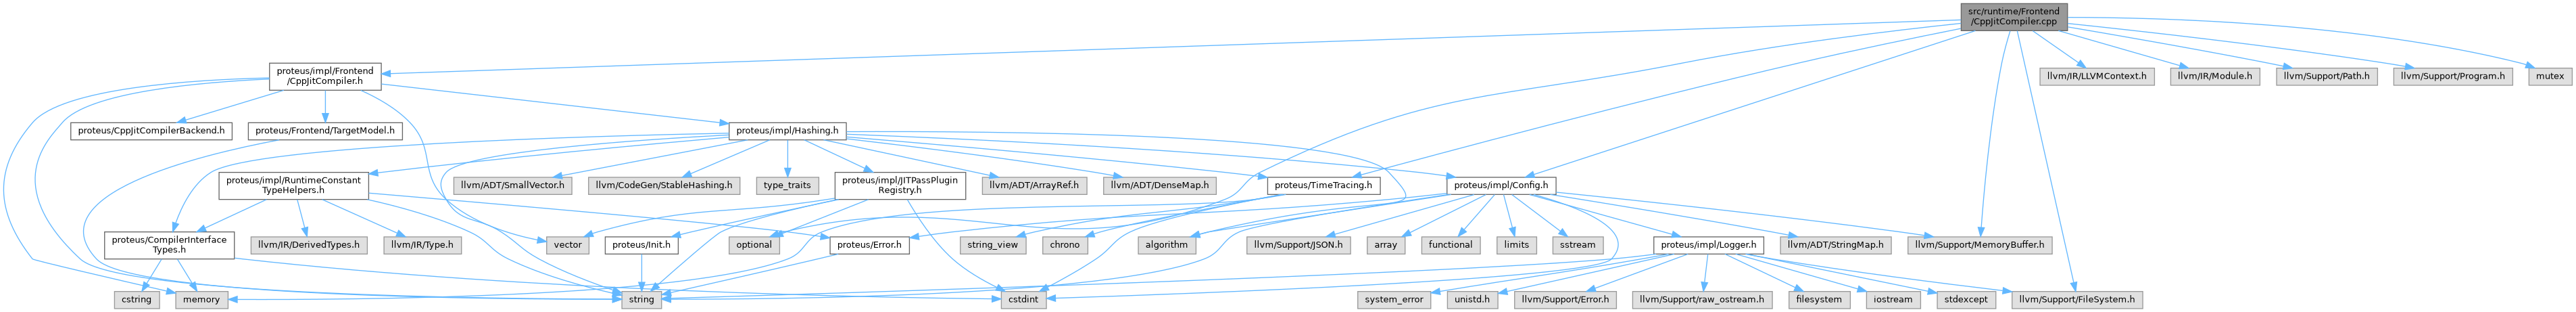 src/runtime/Frontend
/CppJitCompiler.cpp
proteus/impl/Frontend
/CppJitCompiler.h
llvm/IR/LLVMContext.h
llvm/IR/Module.h
llvm/Support/Path.h
llvm/Support/Program.h
mutex
proteus/CppJitCompilerBackend.h
proteus/Frontend/TargetModel.h
proteus/impl/Hashing.h
proteus/impl/RuntimeConstant
TypeHelpers.h
llvm/ADT/SmallVector.h
llvm/CodeGen/StableHashing.h
type_traits
proteus/impl/JITPassPlugin
Registry.h
llvm/ADT/ArrayRef.h
llvm/ADT/DenseMap.h
proteus/TimeTracing.h
proteus/impl/Config.h
proteus/CompilerInterface
Types.h
llvm/IR/DerivedTypes.h
llvm/IR/Type.h
vector
proteus/Init.h
optional
proteus/Error.h
string_view
chrono
algorithm
llvm/Support/JSON.h
array
functional
limits
sstream
proteus/impl/Logger.h
llvm/ADT/StringMap.h
llvm/Support/MemoryBuffer.h
cstring
memory
string
cstdint
system_error
unistd.h
llvm/Support/Error.h
llvm/Support/raw_ostream.h
filesystem
iostream
stdexcept
llvm/Support/FileSystem.h